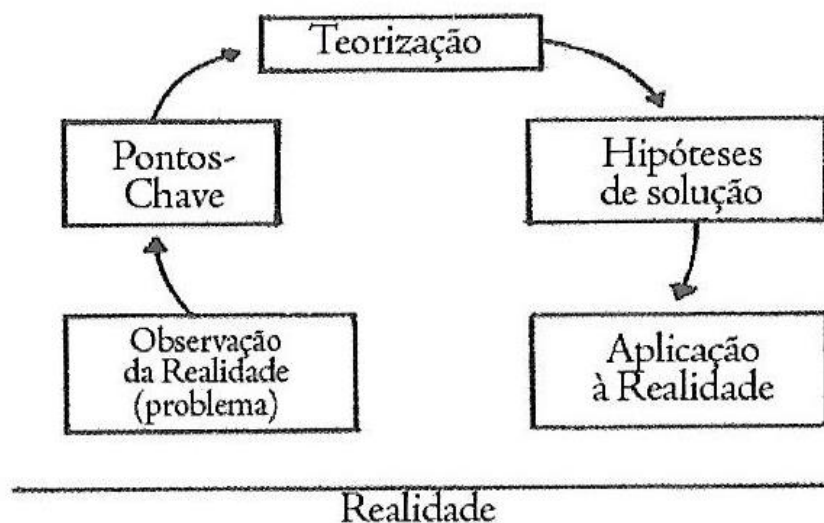 Teorização
Pontos-
Chave
Hipóteses
de solução
Observação
da Realidade
(problema)
Aplicação
à Realidade
Realidade